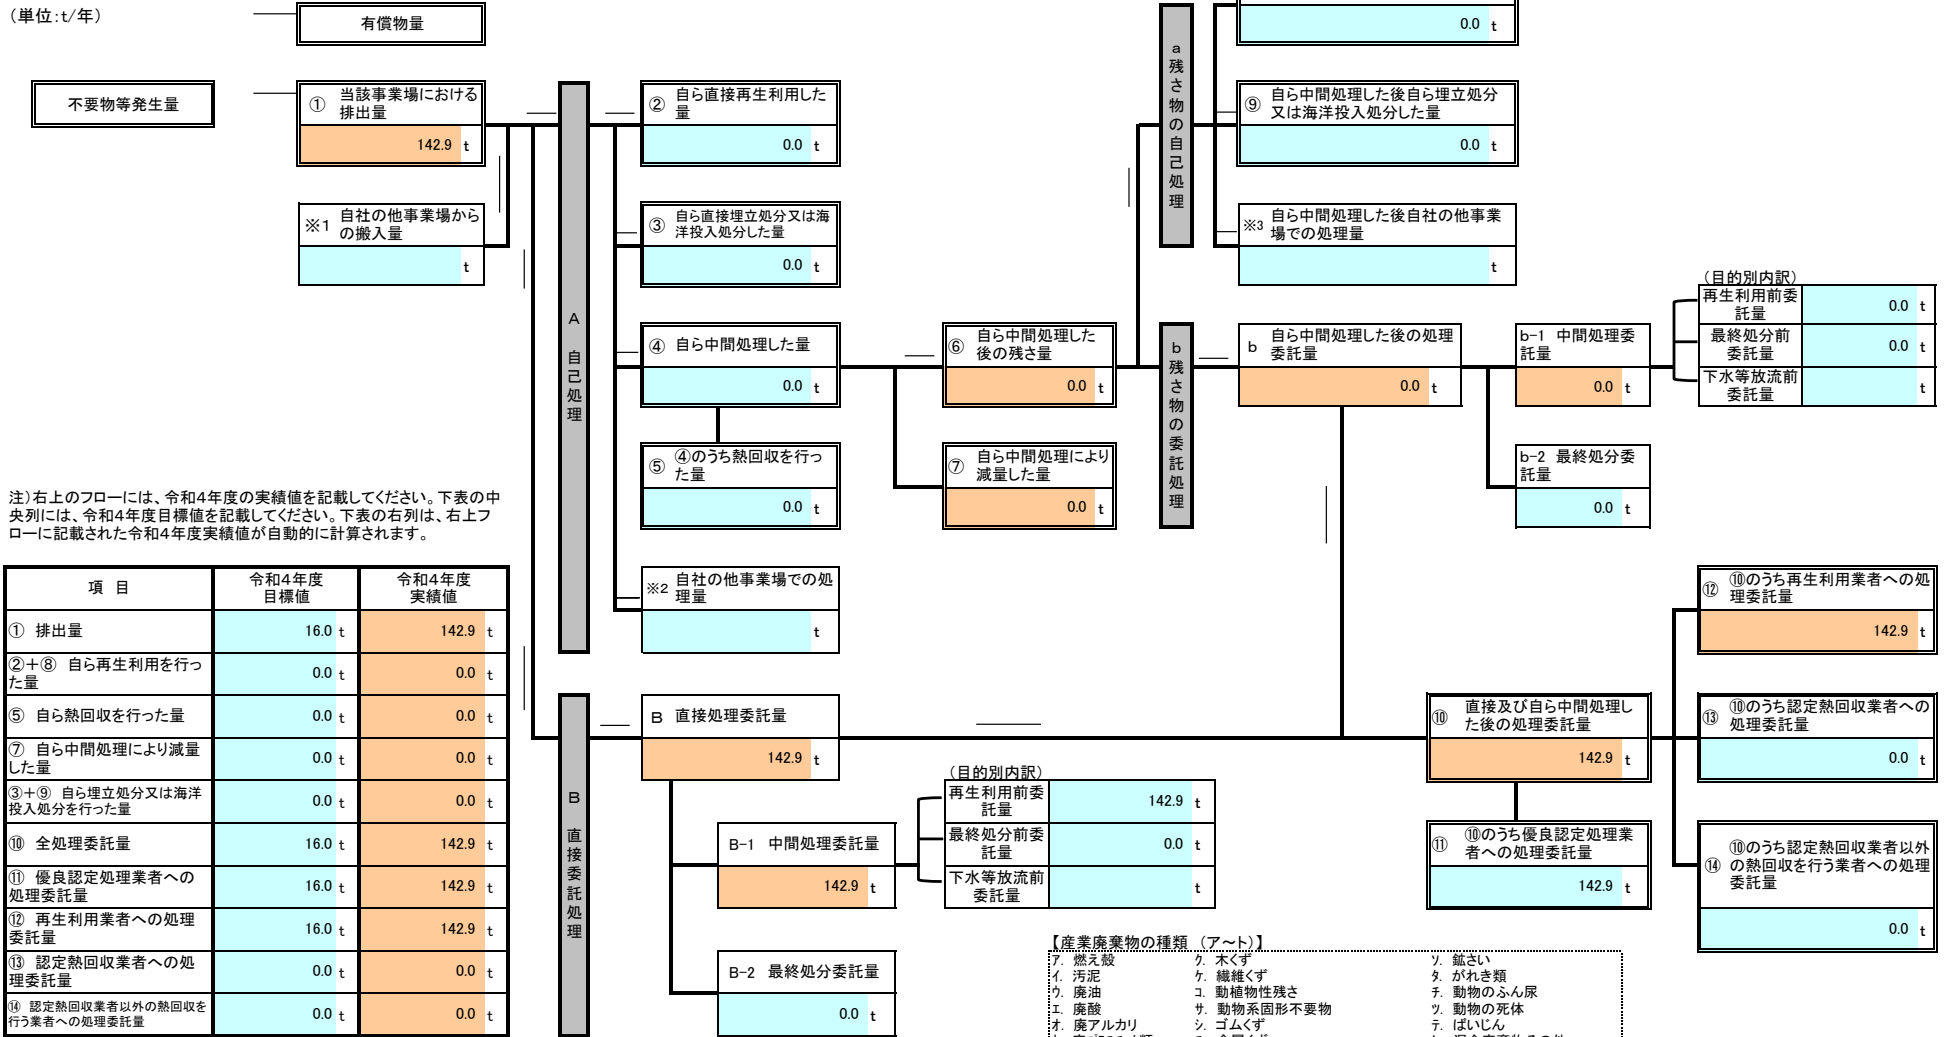 （単位:t/年）
有償物量
0.0 t
不要物等発生量
① 当該事業場における
排出量
142.9 t
② 自ら直接再生利用した
量
0.0 t
⑨ 自ら中間処理した後自ら埋立処分
又は海洋投入処分した量
0.0 t
a
残さ物の自己処理
※1 自社の他事業場から
の搬入量
t
③ 自ら直接埋立処分又は海
洋投入処分した量
0.0 t
※3 自ら中間処理した後自社の他事業
場での処理量
t
A
自己処理
④ 自ら中間処理した量
0.0 t
⑥ 自ら中間処理した
後の残さ量
0.0 t
b
残さ物の委託処理
b 自ら中間処理した後の処理
委託量
0.0 t
b-1 中間処理委
託量
0.0 t
（目的別内訳）
再生利用前委
託量
0.0 t
最終処分前
委託量
0.0 t
下水等放流前
委託量
t
⑤ ④のうち熱回収を行っ
た量
0.0 t
⑦ 自ら中間処理により
減量した量
0.0 t
b-2 最終処分委
託量
0.0 t
注）右上のフローには、令和4年度の実績値を記載してください。下表の中
央列には、令和4年度目標値を記載してください。下表の右列は、右上フ
ローに記載された令和4年度実績値が自動的に計算されます。
※2 自社の他事業場での処
理量
t
項 目
令和4年度
目標値
令和4年度
実績値
① 排出量 16.0 t 142.9 t
②＋⑧ 自ら再生利用を行っ
た量 0.0 t 0.0 t
⑤ 自ら熱回収を行った量 0.0 t 0.0 t
⑦ 自ら中間処理により減量
した量 0.0 t 0.0 t
③＋⑨ 自ら埋立処分又は海洋
投入処分を行った量 0.0 t 0.0 t
⑩ 全処理委託量 16.0 t 142.9 t
⑪ 優良認定処理業者への
処理委託量 16.0 t 142.9 t
⑫ 再生利用業者への処理
委託量 16.0 t 142.9 t
⑬ 認定熱回収業者への処
理委託量 0.0 t 0.0 t
⑭ 認定熱回収業者以外の熱回収を
行う業者への処理委託量 0.0 t 0.0 t
B
直接委託処理
B 直接処理委託量
142.9 t
B-1 中間処理委託量
142.9 t
（目的別内訳）
再生利用前委
託量
142.9 t
最終処分前委
託量
0.0 t
下水等放流前
委託量
t
B-2 最終処分委託量
0.0 t
⑩ 直接及び自ら中間処理し
た後の処理委託量
142.9 t
⑪ ⑩のうち優良認定処理業
者への処理委託量
142.9 t
⑫ ⑩のうち再生利用業者への処
理委託量
142.9 t
⑬ ⑩のうち認定熱回収業者への
処理委託量
0.0 t
⑭ ⑩のうち認定熱回収業者以外
の熱回収を行う業者への処理
委託量
0.0 t
【産業廃棄物の種類 （ア～ト）】
ア. 燃え殻 ク. 木くず ソ. 鉱さい
イ. 汚泥 ケ. 繊維くず タ. がれき類
ウ. 廃油 コ. 動植物性残さ チ. 動物のふん尿
エ. 廃酸 サ. 動物系固形不要物 ツ. 動物の死体
オ. 廃アルカリ シ. ゴムくず テ. ばいじん